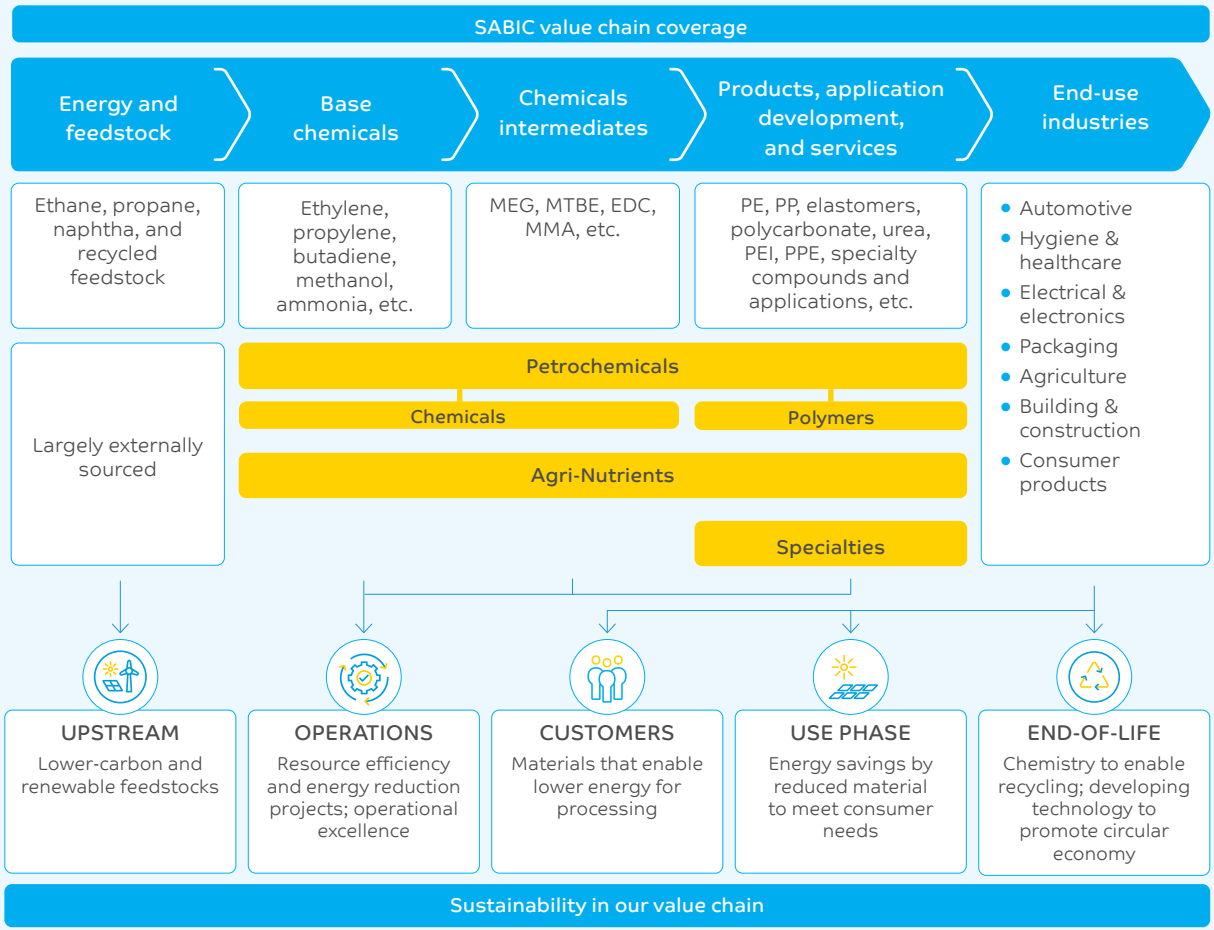 SABIC value chain coverage
Energy and
feedstock
Base
chemicals
Chemicals
intermediates
Products, application
development,
and services
End-use
industries
Ethane, propane,
naphtha, and
recycled
feedstock
Ethylene,
propylene,
butadiene,
methanol,
ammonia, etc.
MEG, MTBE, EDC,
MMA, etc.
PE, PP, elastomers,
polycarbonate, urea,
PEI, PPE, specialty
compounds and
applications, etc.
• Automotive
• Hygiene &
healthcare
• Electrical &
electronics
• Packaging
• Agriculture
• Building &
construction
• Consumer
products
Largely externally
sourced
Petrochemicals
Chemicals
Polymers
Agri-Nutrients
Specialties
UPSTREAM
Lower-carbon and
renewable feedstocks
OPERATIONS
Resource efficiency
and energy reduction
projects; operational
excellence
CUSTOMERS
Materials that enable
lower energy for
processing
USE PHASE
Energy savings by
reduced material
to meet consumer
needs
END-OF-LIFE
Chemistry to enable
recycling; developing
technology to
promote circular
economy
Sustainability in our value chain